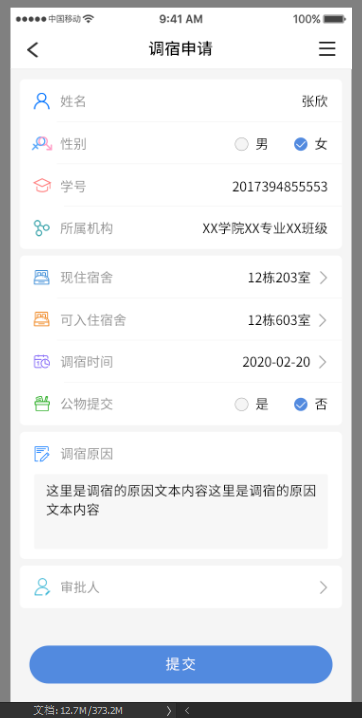 中国移动 9:41 AM 100%
调宿申请
姓名 张欣
性别 男 女
学号 2017394855553
所属机构 XX学院XX专业XX班级
现住宿舍 12栋203室
可入住宿舍 12栋603室
调宿时间 2020-02-20
公物提交 是 否
调宿原因
这里是调宿的原因文本内容这里是调宿的原因
文本内容
审批人
提交
文档:12.7M/373.2M